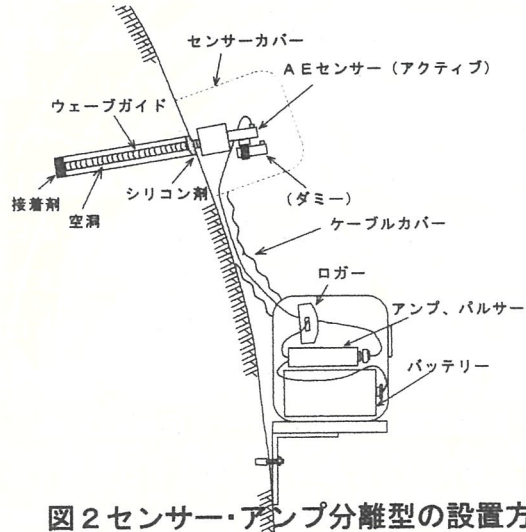 センサーカバー
AEセンサー（アクティブ）
ウェーブガイド
シリコン剤
（ダミー）
接着剤
空洞
ケーブルカバー
ロガー
アンプ、パルサー
バッテリー
図２センサー・アンプ分離型の設置方